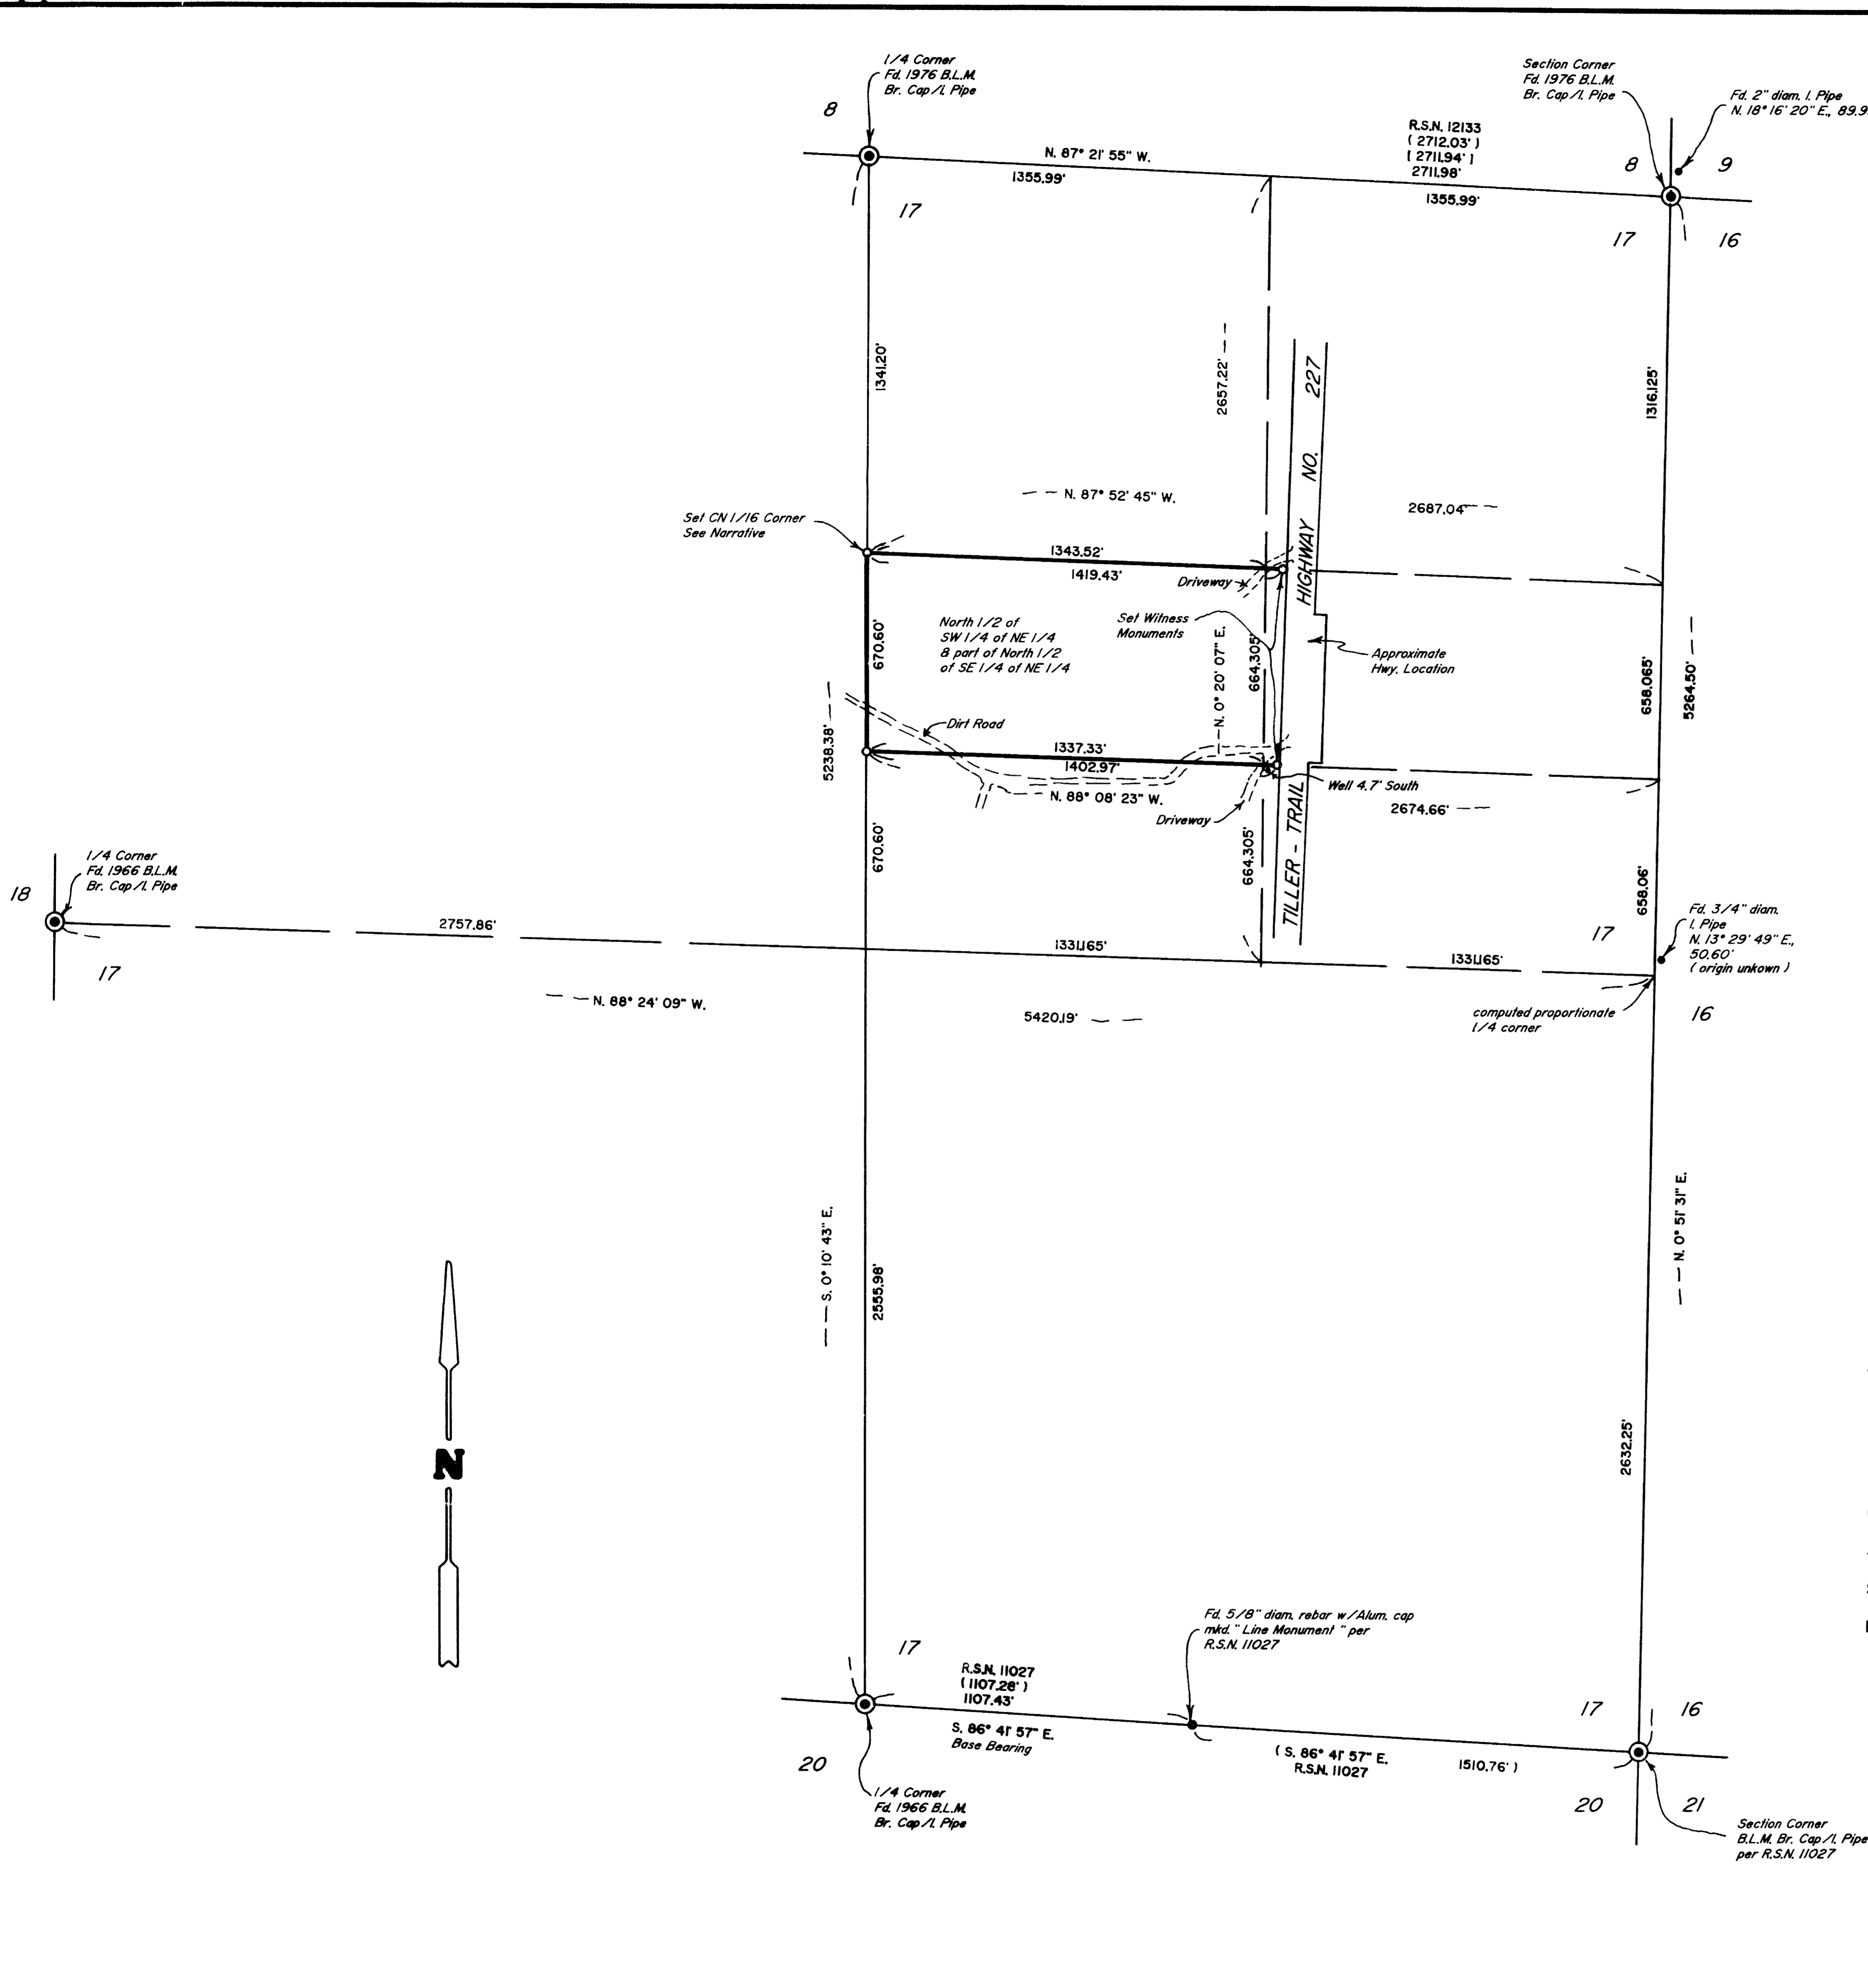 1/4 Corner
Fd. 1976 B.L.M.
Br. Cap /I. Pipe
Section Corner
Fd. 1976 B.L.M.
Br. Cap /I. Pipe
Fd. 2" diam. I. Pipe
N. 18° 16' 20" E., 89.9
8
N. 87° 21' 55" W.
1355.99'
R.S.N. 12133
( 2712.03' )
[ 2711.94' ]
2711.98'
1355.99'
8
9
17
17
16
1341.20'
2657.22'
HIGHWAY NO. 227
1316.125'
N. 87° 52' 45" W.
2687.04'
Set CN 1/16 Corner
See Narrative
1343.52'
1419.43'
Driveway
North 1/2 of
SW 1/4 of NE 1/4
& part of North 1/2
of SE 1/4 of NE 1/4
Set Witness
Monuments
Approximate
Hwy. Location
670.60'
N. 0° 20' 07" E.
664.305'
658.065'
5264.50'
5238.38'
Dirt Road
1337.33'
1402.97'
N. 88° 08' 23" W.
Well 4.7' South
2674.66'
Driveway
670.60'
664.305'
TILLER - TRAIL
658.06'
1/4 Corner
Fd. 1966 B.L.M.
Br. Cap /I. Pipe
18
2757.86'
17
1331.65'
17
1331.65'
Fd. 3/4" diam.
I. Pipe
N. 13° 29' 49" E.,
50.60'
( origin unkown )
N. 88° 24' 09" W.
5420.19'
computed proportionate
1/4 corner
16
S. 0° 10' 43" E.
2555.98'
N. 0° 51' 31" E.
2632.25'
N
Fd. 5/8" diam. rebar w/Alum. cap
mkd. " Line Monument " per
R.S.N. 11027
17
R.S.N. 11027
( 1107.28' )
1107.43'
S. 86° 41' 57" E.
Base Bearing
( S. 86° 41' 57" E.
R.S.N. 11027
1510.76' )
17
16
20
1/4 Corner
Fd. 1966 B.L.M.
Br. Cap /I. Pipe
20
21
Section Corner
B.L.M. Br. Cap /I. Pipe
per R.S.N. 11027